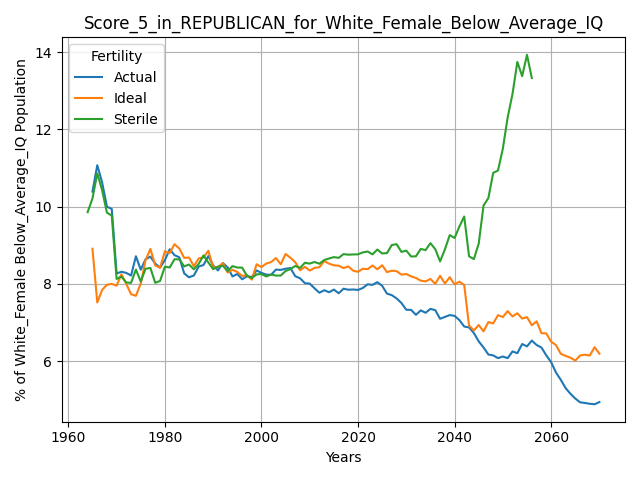 Score_5_in_REPUBLICAN_for_White_Female_Below_Average_IQ
% of White_Female Below_Average_IQ Population
14
12
10
8
6
Fertility
Actual
Ideal
Sterile
1960 1980 2000 2020 2040 2060
Years